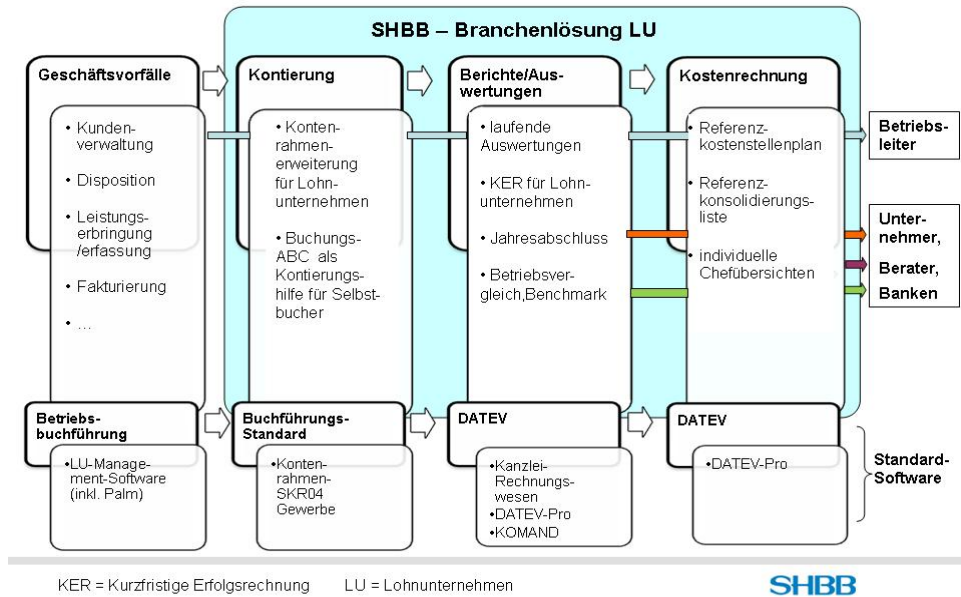 SHBB – Branchenlösung LU
Geschäftsvorfälle
• Kunden-
verwaltung
• Disposition
• Leistungs-
erbringung
/erfassung
• Fakturierung
• ...
Kontierung
• Konten-
rahmen-
erweiterung
für Lohn-
unternehmen
• Buchungs-
ABC als
Kontierungs-
hilfe für Selbst-
bucher
Berichte/Aus-
wertungen
• laufende
Auswertungen
• KER für Lohn-
unternehmen
• Jahresabschluss
• Betriebsver-
gleich,Benchmark
Kostenrechnung
• Referenz-
kostenstellenplan
• Referenz-
konsolidierungs-
liste
• individuelle
Chefübersichten
Betriebs-
leiter
Unter-
nehmer,
Berater,
Banken
Betriebs-
buchführung
•LU-Manage-
ment-Software
(inkl. Palm)
Buchführungs-
Standard
•Konten-
rahmen-
SKR04
Gewerbe
DATEV
•Kanzlei-
Rechnungs-
wesen
•DATEV-Pro
•KOMAND
DATEV
•DATEV-Pro
Standard-
Software
KER = Kurzfristige Erfolgsrechnung LU = Lohnunternehmen
SHBB